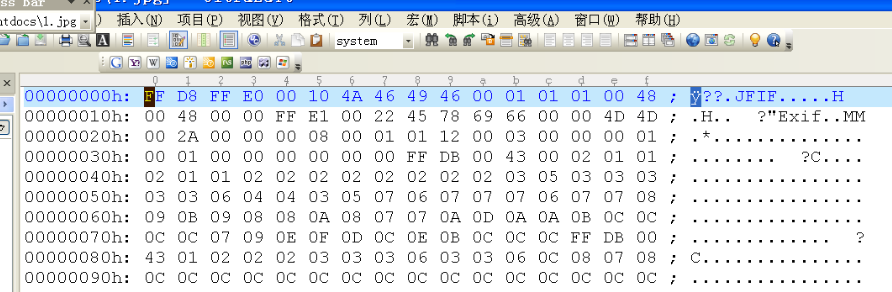 ss Bar
\1.jpg] - UltraEdit
ntdocs\1.jpg
插入(N) 项目(P) 视图(V) 格式(T) 列(L) 宏(M) 脚本(i) 高级(A) 窗口(W) 帮助(H)
system
0 1 2 3 4 5 6 7 8 9 a b c d e f
00000000h: FF D8 FF E0 00 10 4A 46 49 46 00 01 01 01 00 48 ; ÿ??.JFIF.....H
00000010h: 00 48 00 00 FF E1 00 22 45 78 69 66 00 00 4D 4D ; .H.. ?"Exif..MM
00000020h: 00 2A 00 00 00 08 00 01 01 12 00 03 00 00 00 01 ; .*..............
00000030h: 00 01 00 00 00 00 00 00 FF DB 00 43 00 02 01 01 ; ........ ?C....
00000040h: 02 01 01 02 02 02 02 02 02 02 02 03 05 03 03 03 ; ................
00000050h: 03 03 06 04 04 03 05 07 06 07 07 07 06 07 07 08 ; ................
00000060h: 09 0B 09 08 08 0A 08 07 07 0A 0D 0A 0A 0B 0C 0C ; ................
00000070h: 0C 0C 07 09 0E 0F 0D 0C 0E 0B 0C 0C 0C FF DB 00 ; ............. ?
00000080h: 43 01 02 02 02 03 03 03 06 03 03 06 0C 08 07 08 ; C...............
00000090h: 0C 0C 0C 0C 0C 0C 0C 0C 0C 0C 0C 0C 0C 0C 0C 0C ; ................